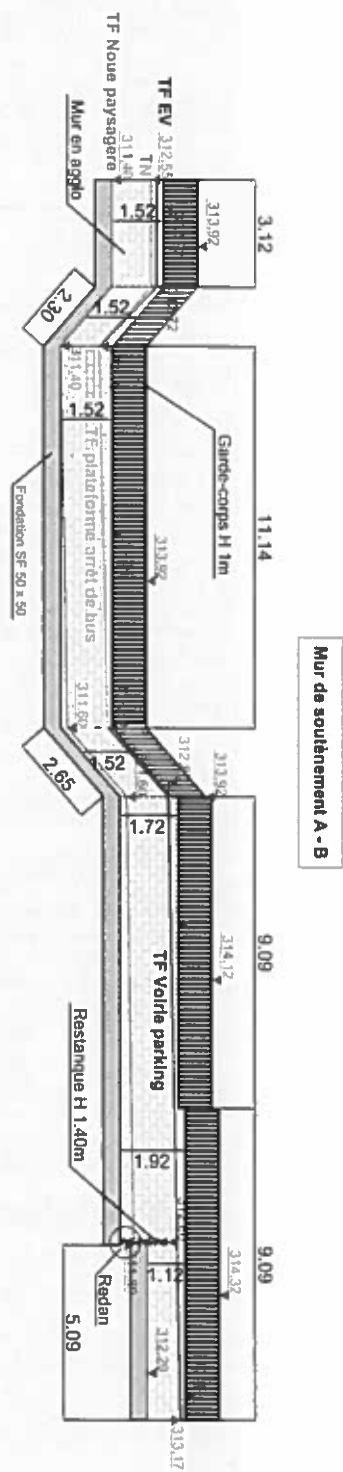 Mur de soutènement A - B
3.12
11.14
9.09
9.09
313,92
Garde-corps H 1m
313,92
313,92
314,12
314,32
TF EV
312,65
TN
311,40
TF Noue paysagere
Mur en agglo
1.52
1.52
1.52
1.52
1.72
1.92
1.12
2.30
311,40
TF plateforme arrêt de bus
311,60
2.65
Fondation SF 50 x 50
TF Voirie parking
Restanque H 1.40m
Redan
312,20
313,17
5.09